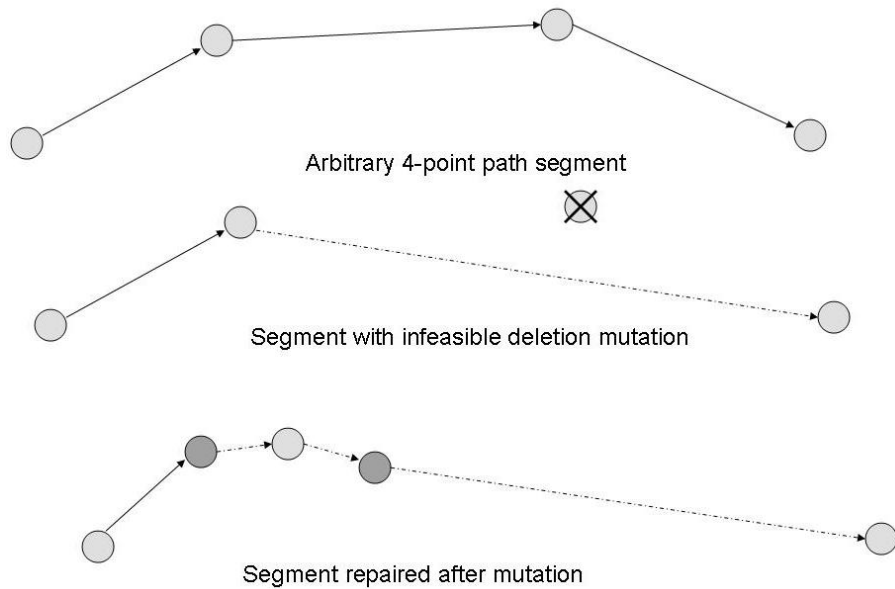 Arbitrary 4-point path segment
Segment with infeasible deletion mutation
Segment repaired after mutation